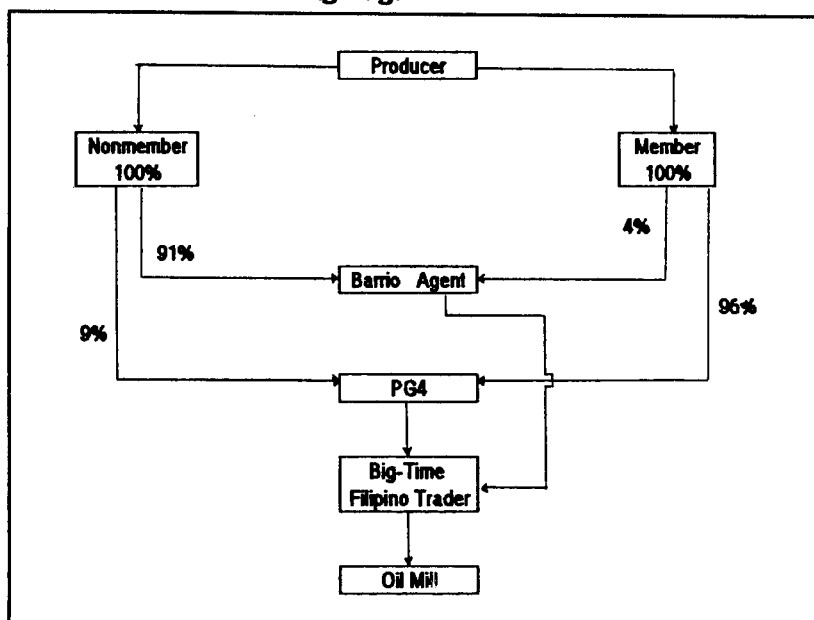 Producer
Nonmember
100%
Member
100%
91%
4%
Barrio Agent
9%
96%
PG4
Big-Time
Filipino Trader
Oil Mill